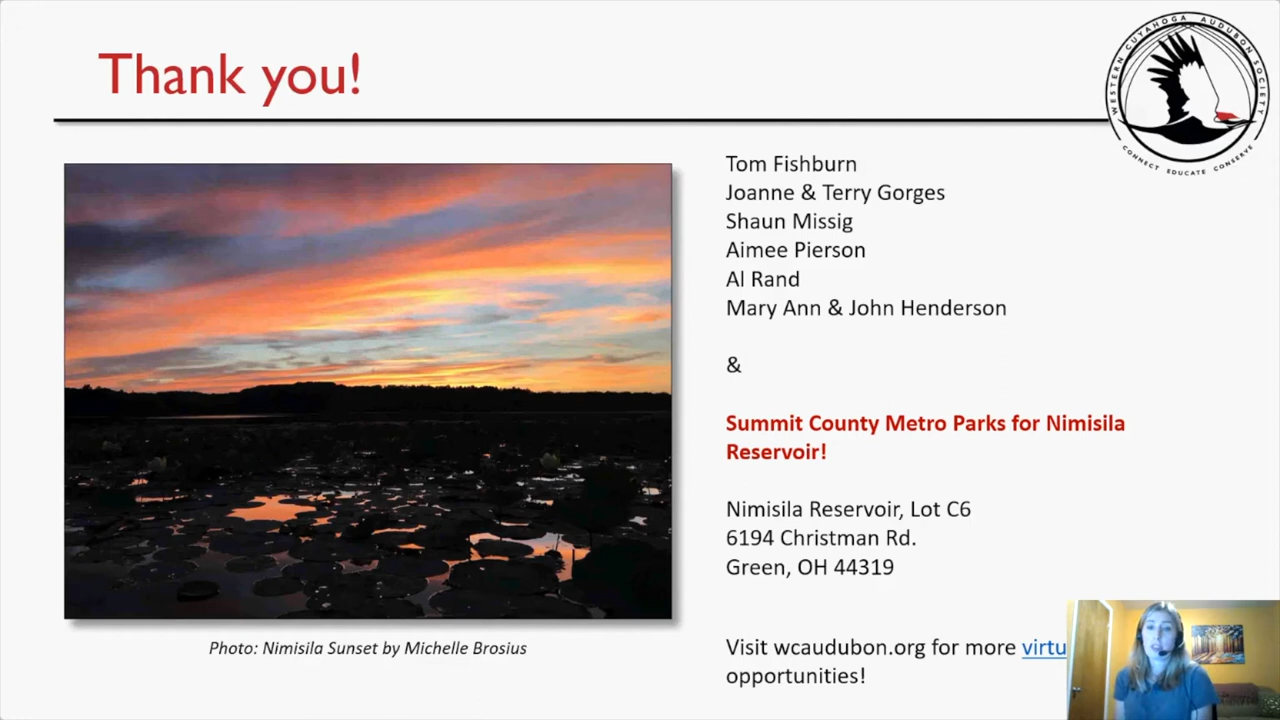 Thank you!
WESTERN CUYAHOGA AUDUBON SOCIETY
CONNECT EDUCATE CONSERVE
Tom Fishburn
Joanne & Terry Gorges
Shaun Missig
Aimee Pierson
Al Rand
Mary Ann & John Henderson
&
Summit County Metro Parks for Nimisila
Reservoir!
Nimisila Reservoir, Lot C6
6194 Christman Rd.
Green, OH 44319
Photo: Nimisila Sunset by Michelle Brosius
Visit wcaudubon.org for more virtu
opportunities!